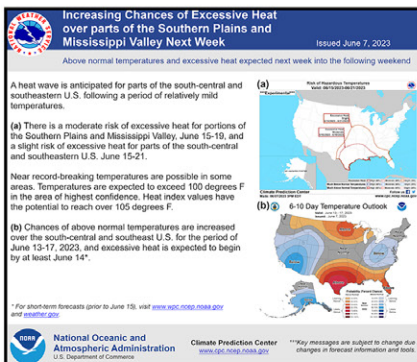 Increasing Chances of Excessive Heat
over parts of the Southern Plains and
Mississippi Valley Next Week
Issued June 7, 2023
Above normal temperatures and excessive heat expected next week into the following weekend
A heat wave is anticipated for parts of the south-central and
southeastern U.S. following a period of relatively mild
temperatures.
(a) There is a moderate risk of excessive heat for portions of
the Southern Plains and Mississippi Valley, June 15-19, and
a slight risk of excessive heat for parts of the south-central
and southeastern U.S. June 15-21.
Near record-breaking temperatures are possible in some
areas. Temperatures are expected to exceed 100 degrees F
in the area of highest confidence. Heat index values have
the potential to reach over 105 degrees F.
(b) Chances of above normal temperatures are increased
over the south-central and southeast U.S. for the period of
June 13-17, 2023, and excessive heat is expected to begin
by at least June 14*.
* For short-term forecasts (prior to June 15), visit www.wpc.ncep.noaa.gov
and weather.gov.
(a)
Risk of Hazardous Temperatures
Climate Prediction Center
(b)
6-10 Day Temperature Outlook
NOAA
National Oceanic and
Atmospheric Administration
U.S. Department of Commerce
Climate Prediction Center
www.cpc.ncep.noaa.gov
***Key messages are subject to change due
changes in forecast information and tools.